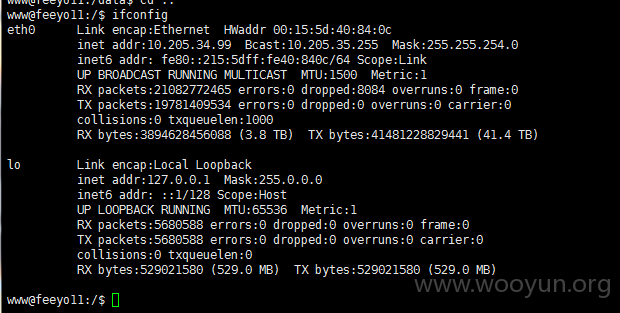 www@feeyo11:/data$ cd ..
www@feeyo11:/$ ifconfig
eth0      Link encap:Ethernet  HWaddr 00:15:5d:40:84:0c
          inet addr:10.205.34.99  Bcast:10.205.35.255  Mask:255.255.254.0
          inet6 addr: fe80::215:5dff:fe40:840c/64 Scope:Link
          UP BROADCAST RUNNING MULTICAST  MTU:1500  Metric:1
          RX packets:21082772465 errors:0 dropped:8084 overruns:0 frame:0
          TX packets:19781409534 errors:0 dropped:0 overruns:0 carrier:0
          collisions:0 txqueuelen:1000
          RX bytes:3894628456088 (3.8 TB)  TX bytes:41481228829441 (41.4 TB)
lo        Link encap:Local Loopback
          inet addr:127.0.0.1  Mask:255.0.0.0
          inet6 addr: ::1/128 Scope:Host
          UP LOOPBACK RUNNING  MTU:65536  Metric:1
          RX packets:5680588 errors:0 dropped:0 overruns:0 frame:0
          TX packets:5680588 errors:0 dropped:0 overruns:0 carrier:0
          collisions:0 txqueuelen:0
          RX bytes:529021580 (529.0 MB)  TX bytes:529021580 (529.0 MB)
www.wooyun.org
www@feeyo11:/$